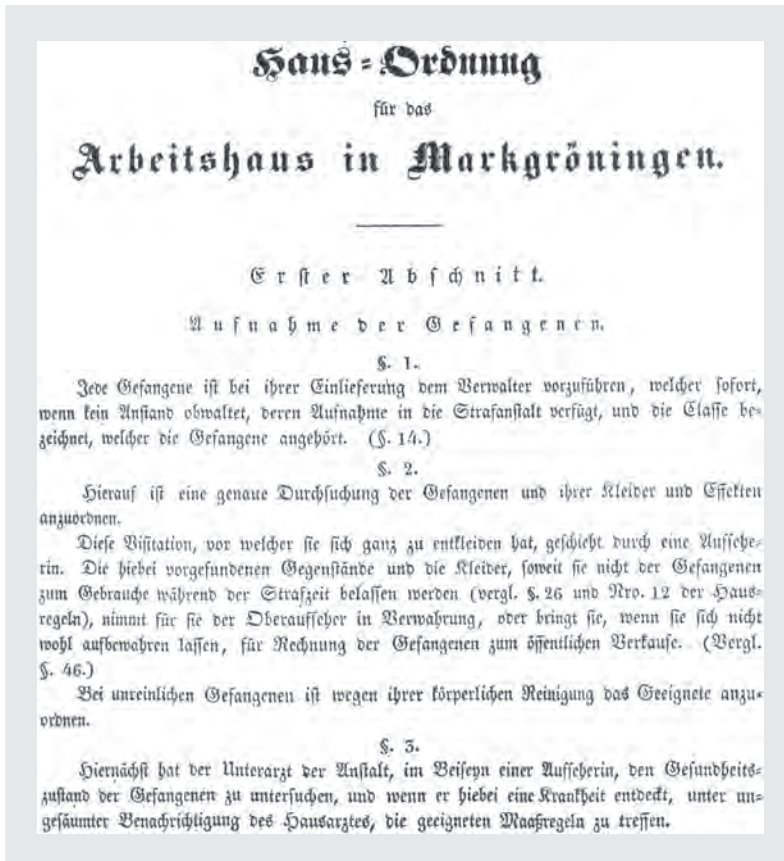 Haus-Ordnung
für das
Arbeitshaus in Markgröningen.
Erster Abschnitt.
Aufnahme der Gefangenen.
§. 1.
Jede Gefangene ist bei ihrer Einlieferung dem Verwalter vorzuführen, welcher sofort,
wenn kein Anstand obwaltet, deren Aufnahme in die Strafanstalt verfügt, und die Classe be-
zeichnet, welcher die Gefangene angehört. (§. 14.)
§. 2.
Hierauf ist eine genaue Durchsuchung der Gefangenen und ihrer Kleider und Effekten
anzuordnen.
Diese Visitation, vor welcher sie sich ganz zu entkleiden hat, geschieht durch eine Aufsehe-
rin. Die hiebei vorgefundenen Gegenstände und die Kleider, soweit sie nicht der Gefangenen
zum Gebrauche während der Strafzeit belassen werden (vergl. §. 26 und Nro. 12 der Haus-
regeln), nimmt für sie der Oberaufseher in Verwahrung, oder bringt sie, wenn sie sich nicht
wohl aufbewahren lassen, für Rechnung der Gefangenen zum öffentlichen Verkaufe. (Vergl.
§. 46.)
Bei unreinlichen Gefangenen ist wegen ihrer körperlichen Reinigung das Geeignete anzu-
ordnen.
§. 3.
Hiernächst hat der Unterarzt der Anstalt, im Beiseyn einer Aufseherin, den Gesundheits-
zustand der Gefangenen zu untersuchen, und wenn er hiebei eine Krankheit entdeckt, unter un-
gesäumter Benachrichtigung des Hausarztes, die geeigneten Maaßregeln zu treffen.